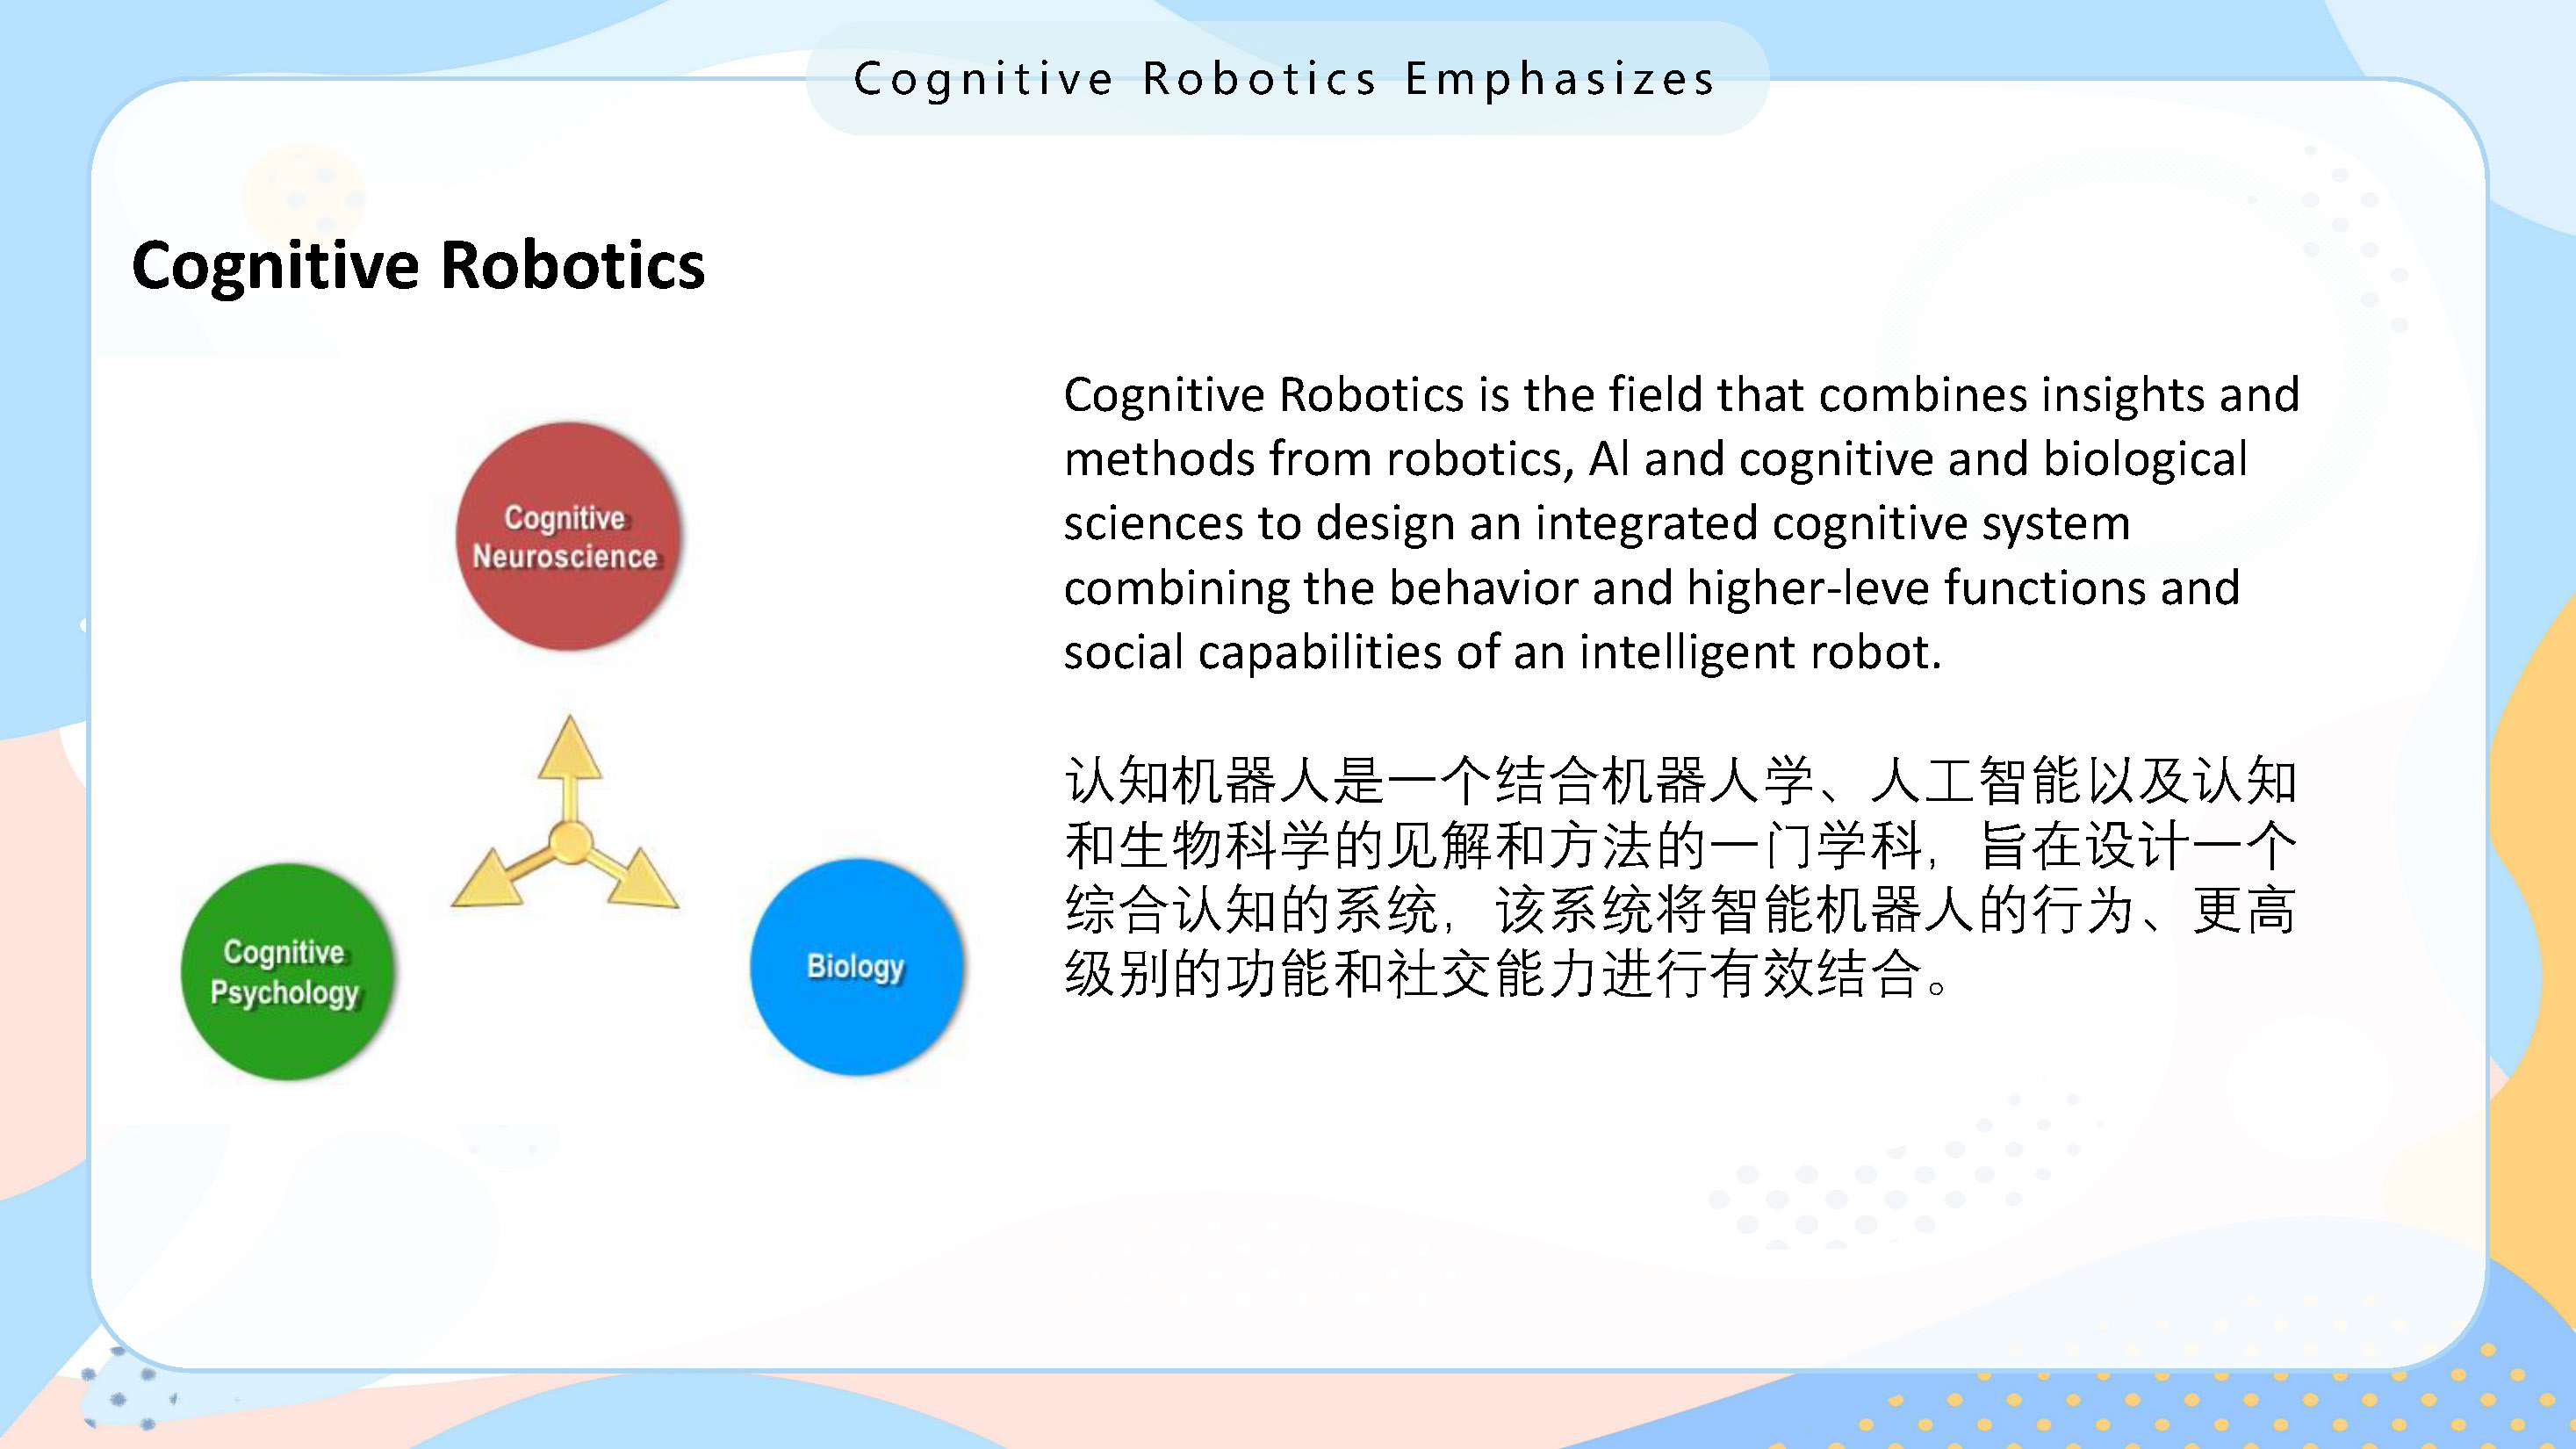 Cognitive Robotics Emphasizes
Cognitive Robotics
Cognitive
Neuroscience
Cognitive
Psychology
Biology
Cognitive Robotics is the field that combines insights and
methods from robotics, Al and cognitive and biological
sciences to design an integrated cognitive system
combining the behavior and higher-leve functions and
social capabilities of an intelligent robot.
认知机器人是一个结合机器人学、人工智能以及认知
和生物科学的见解和方法的一门学科，旨在设计一个
综合认知的系统，该系统将智能机器人的行为、更高
级别的功能和社交能力进行有效结合。